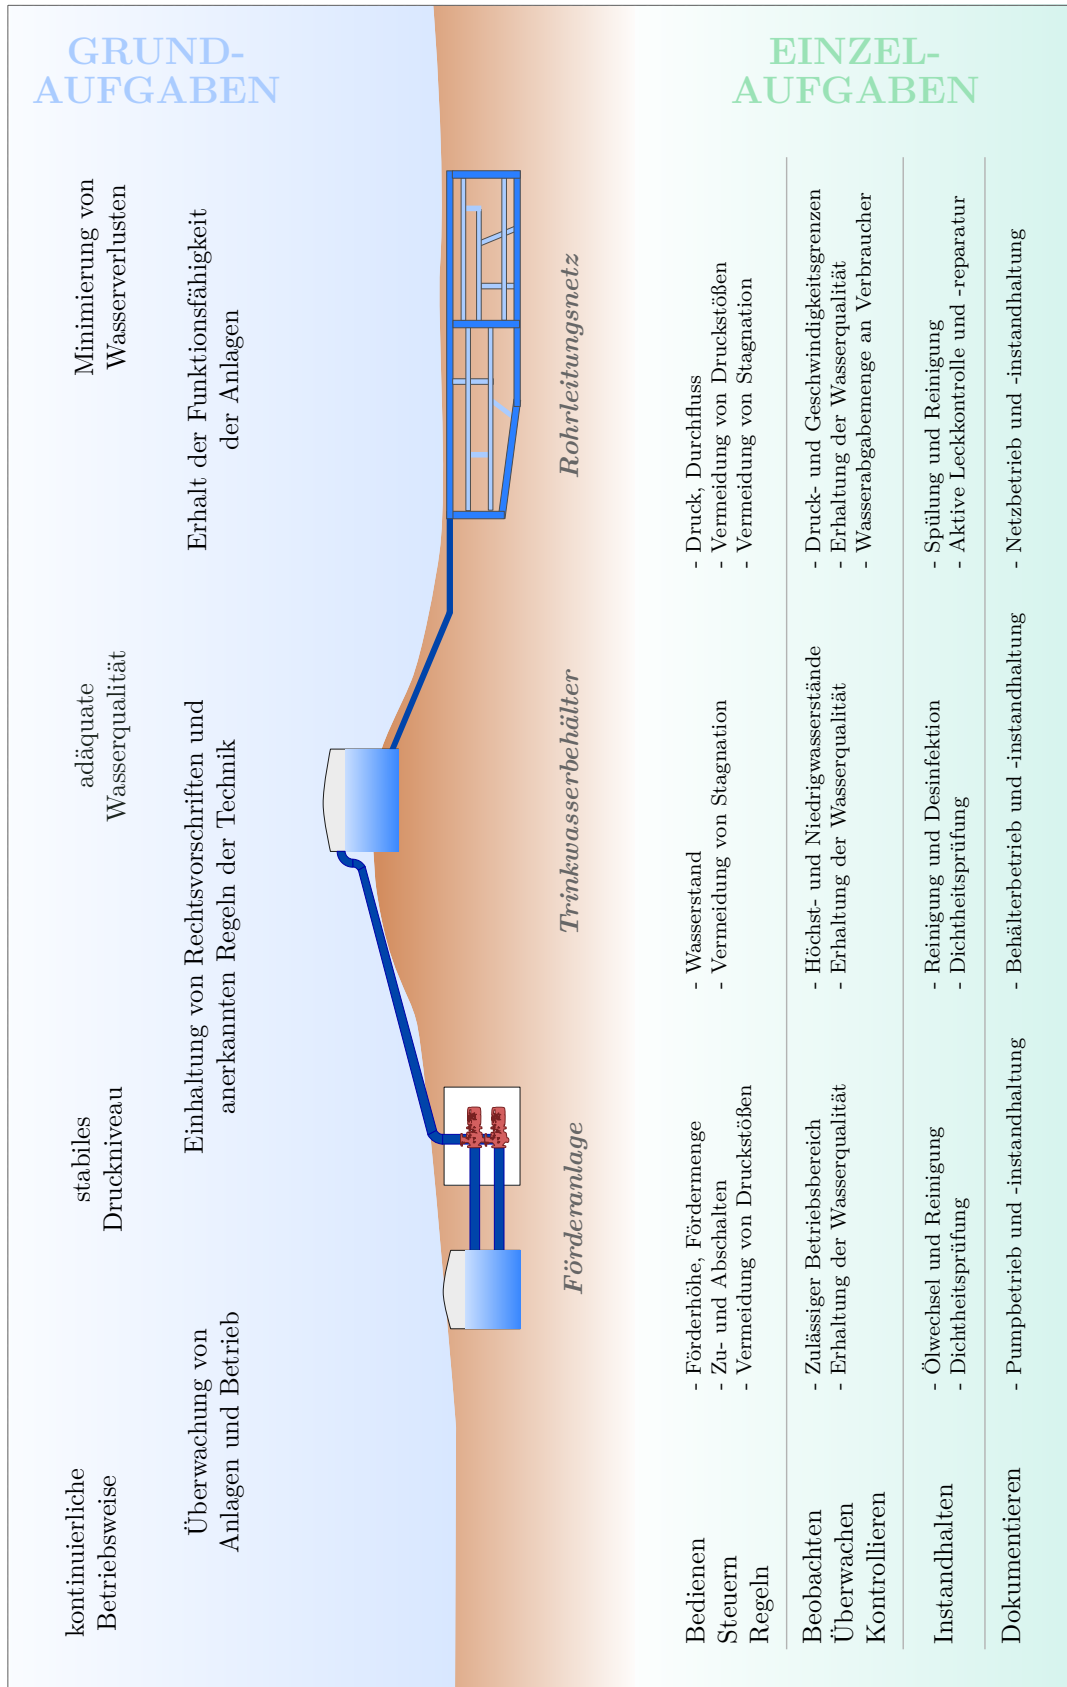 GRUND-
AUFGABEN
kontinuierliche
Betriebsweise
stabiles
Druckniveau
adäquate
Wasserqualität
Minimierung von
Wasserverlusten
Überwachung von
Anlagen und Betrieb
Einhaltung von Rechtsvorschriften und
anerkannten Regeln der Technik
Erhalt der Funktionsfähigkeit
der Anlagen
Förderanlage
Trinkwasserbehälter
Rohrleitungsnetz
EINZEL-
AUFGABEN
Bedienen
Steuern
Regeln
- Förderhöhe, Fördermenge
- Zu- und Abschalten
- Vermeidung von Druckstößen
- Wasserstand
- Vermeidung von Stagnation
- Druck, Durchfluss
- Vermeidung von Druckstößen
- Vermeidung von Stagnation
Beobachten
Überwachen
Kontrollieren
- Zulässiger Betriebsbereich
- Erhaltung der Wasserqualität
- Höchst- und Niedrigwasserstände
- Erhaltung der Wasserqualität
- Druck- und Geschwindigkeitsgrenzen
- Erhaltung der Wasserqualität
- Wasserabgabemenge an Verbraucher
Instandhalten
- Ölwechsel und Reinigung
- Dichtheitsprüfung
- Reinigung und Desinfektion
- Dichtheitsprüfung
- Spülung und Reinigung
- Aktive Leckkontrolle und -reparatur
Dokumentieren
- Pumpbetrieb und -instandhaltung
- Behälterbetrieb und -instandhaltung
- Netzbetrieb und -instandhaltung